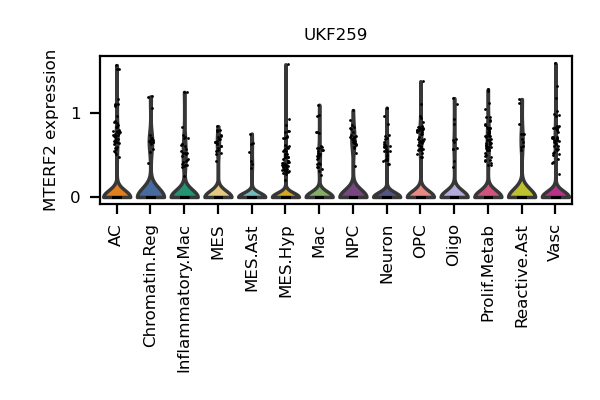 UKF259
MTERF2 expression
1
0
AC
Chromatin.Reg
Inflammatory.Mac
MES
MES.Ast
MES.Hyp
Mac
NPC
Neuron
OPC
Oligo
Prolif.Metab
Reactive.Ast
Vasc